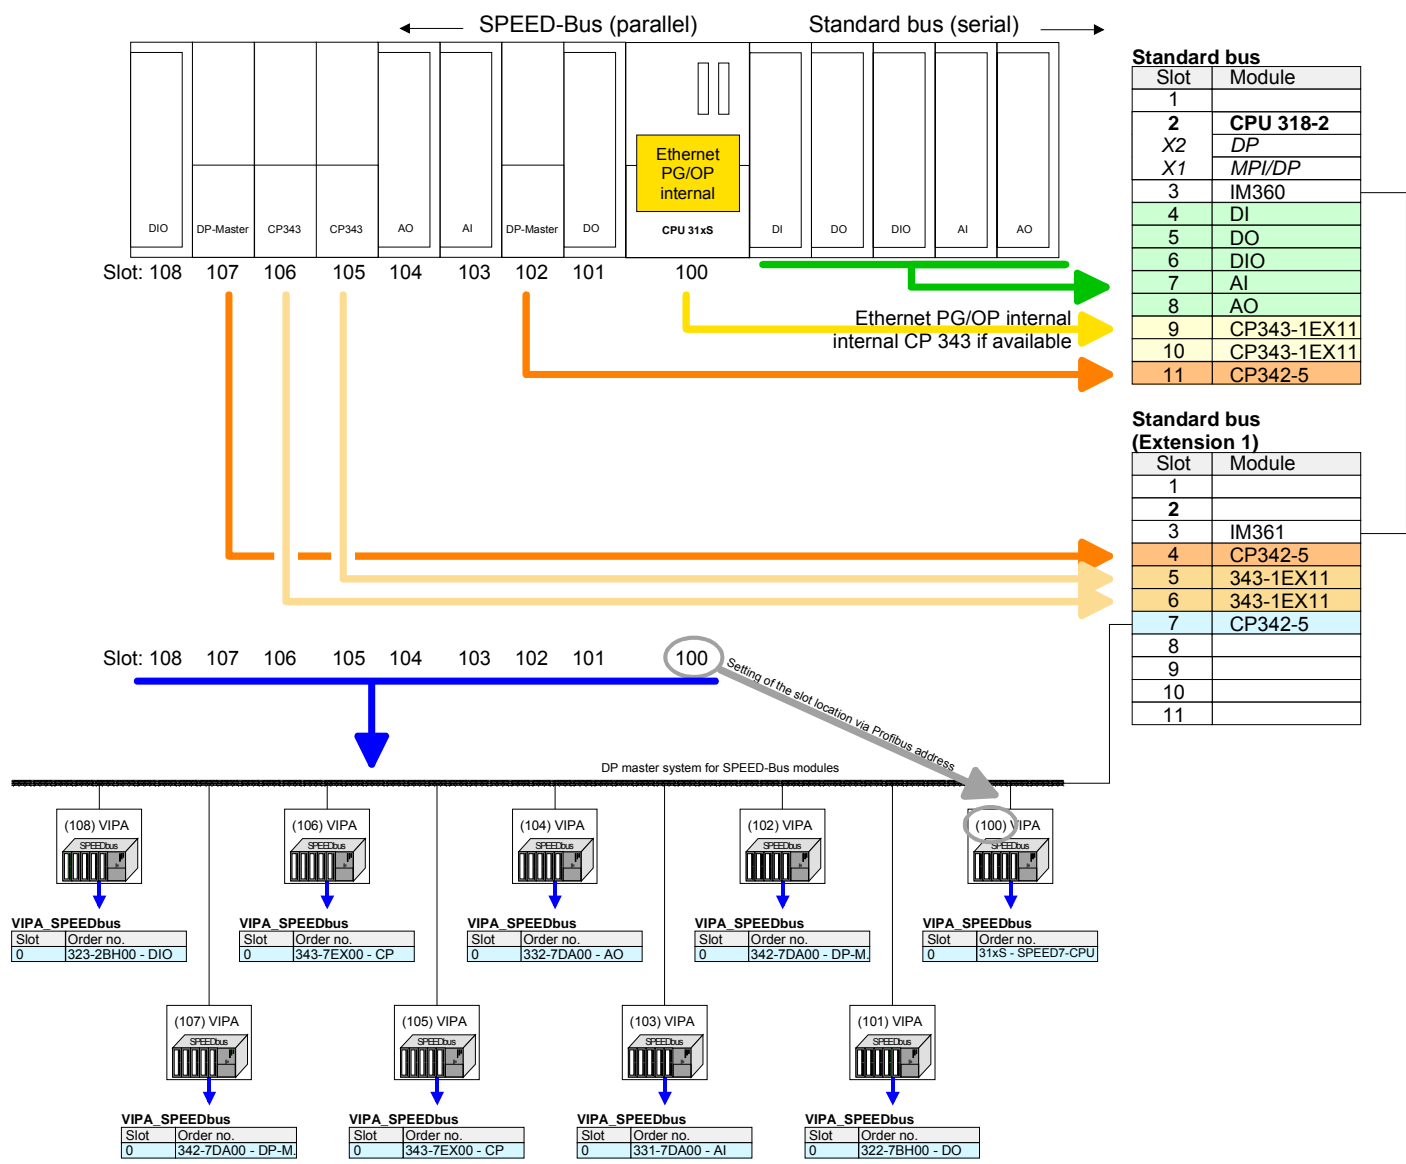 SPEED-Bus (parallel) Standard bus (serial)
Ethernet
PG/OP
internal
DIO DP-Master CP343 CP343 AO AI DP-Master DO CPU 31xS DI DO DIO AI AO
Slot: 108 107 106 105 104 103 102 101 100
Ethernet PG/OP internal
internal CP 343 if available
Standard bus
Slot Module
1
2 CPU 318-2
X2 DP
X1 MPI/DP
3 IM360
4 DI
5 DO
6 DIO
7 AI
8 AO
9 CP343-1EX11
10 CP343-1EX11
11 CP342-5
Standard bus
(Extension 1)
Slot Module
1
2
3 IM361
4 CP342-5
5 343-1EX11
6 343-1EX11
7 CP342-5
8
9
10
11
Slot: 108 107 106 105 104 103 102 101 100
Setting of the slot location via Profibus address
DP master system for SPEED-Bus modules
(108) VIPA
SPEEDbus
VIPA_SPEEDbus
Slot Order no.
0 323-2BH00 - DIO
(106) VIPA
SPEEDbus
VIPA_SPEEDbus
Slot Order no.
0 343-7EX00 - CP
(104) VIPA
SPEEDbus
VIPA_SPEEDbus
Slot Order no.
0 332-7DA00 - AO
(102) VIPA
SPEEDbus
VIPA_SPEEDbus
Slot Order no.
0 342-7DA00 - DP-M.
(100) VIPA
SPEEDbus
VIPA_SPEEDbus
Slot Order no.
0 31xS - SPEED7-CPU
(107) VIPA
SPEEDbus
VIPA_SPEEDbus
Slot Order no.
0 342-7DA00 - DP-M.
(105) VIPA
SPEEDbus
VIPA_SPEEDbus
Slot Order no.
0 343-7EX00 - CP
(103) VIPA
SPEEDbus
VIPA_SPEEDbus
Slot Order no.
0 331-7DA00 - AI
(101) VIPA
SPEEDbus
VIPA_SPEEDbus
Slot Order no.
0 322-7BH00 - DO